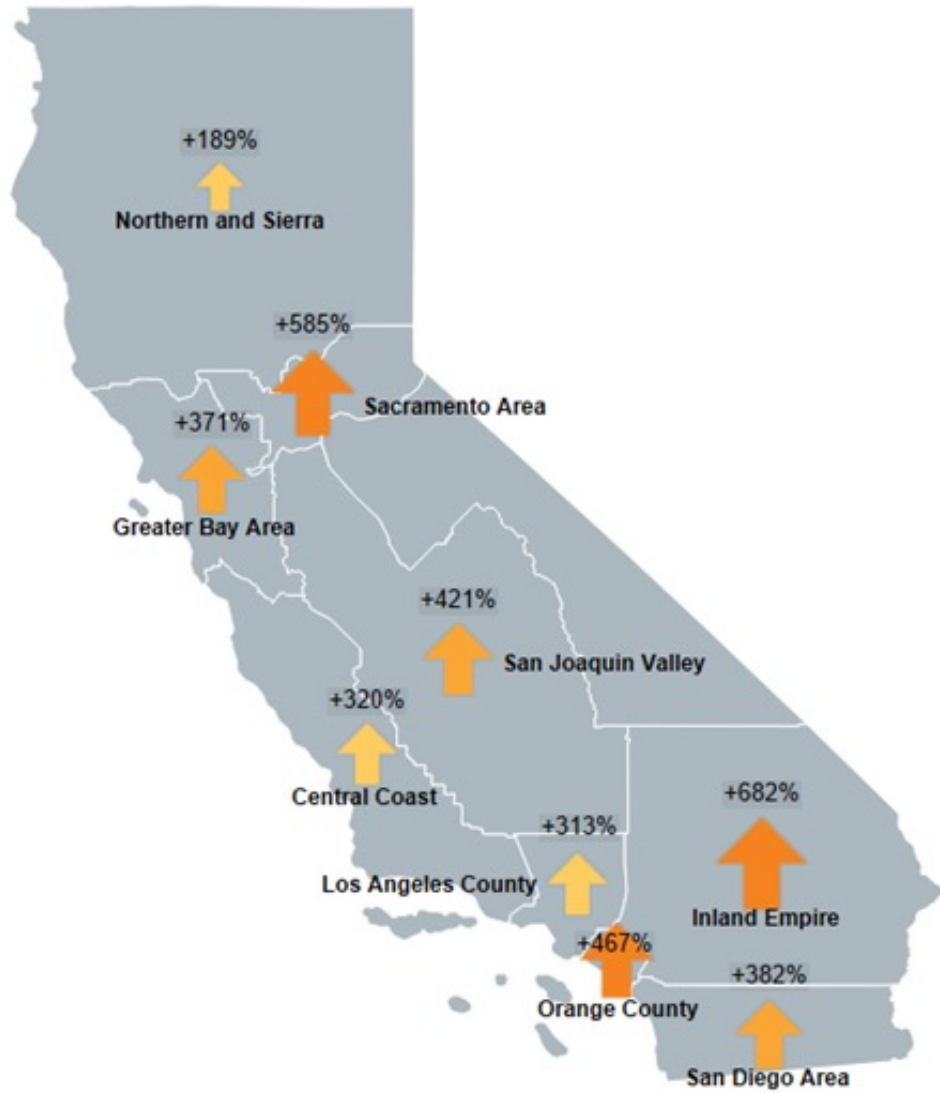 +189%
Northern and Sierra
+585%
Sacramento Area
+371%
Greater Bay Area
+421%
San Joaquin Valley
+320%
Central Coast
+313%
Los Angeles County
+682%
Inland Empire
+467%
Orange County
+382%
San Diego Area